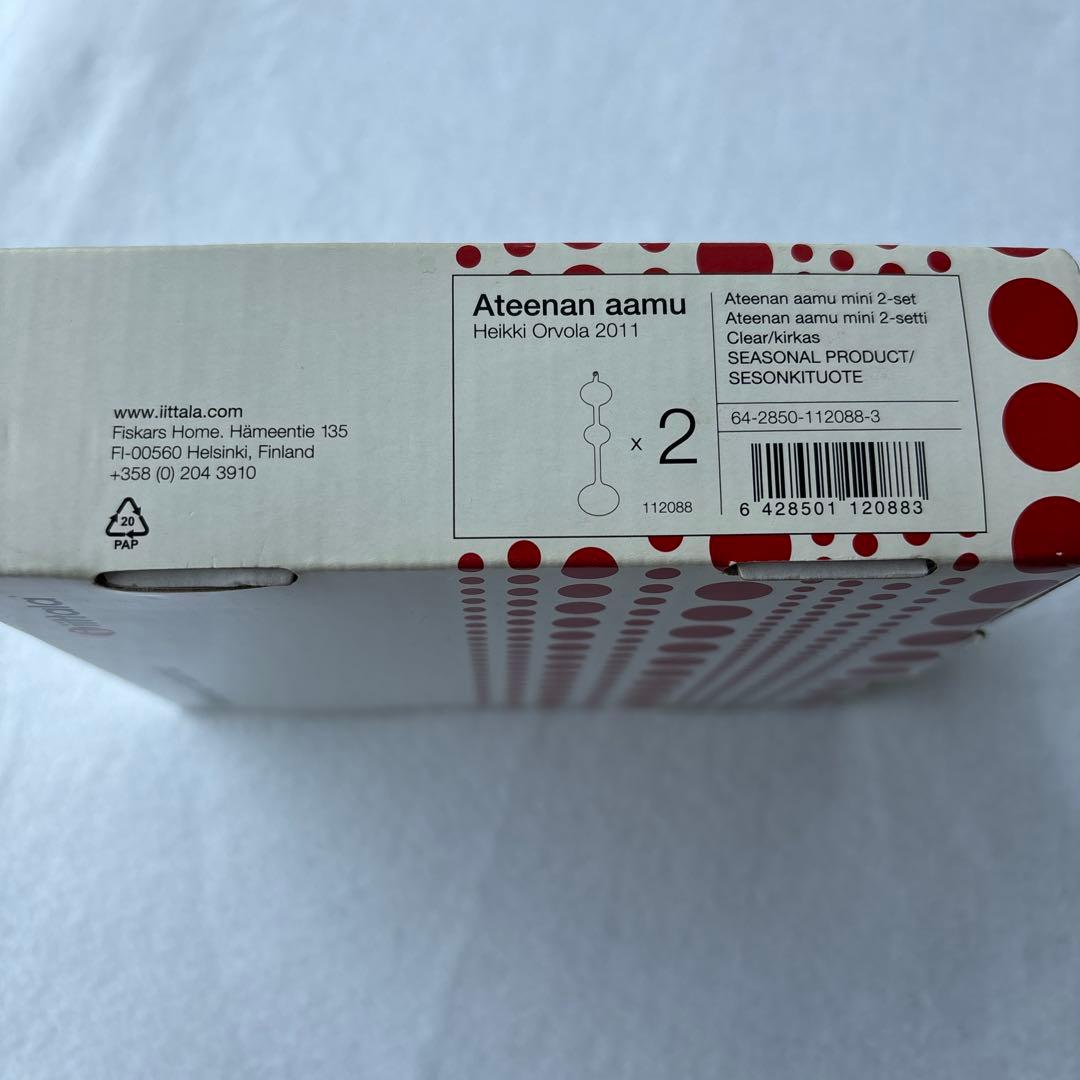 www.iittala.com
Fiskars Home. Hämeentie 135
FI-00560 Helsinki, Finland
+358 (0) 204 3910
20
PAP
Ateenan aamu
Heikki Orvola 2011
x 2
112088
Ateenan aamu mini 2-set
Ateenan aamu mini 2-setti
Clear/kirkas
SEASONAL PRODUCT/
SESONKITUOTE
64-2850-112088-3
6 428501 120883
iittala